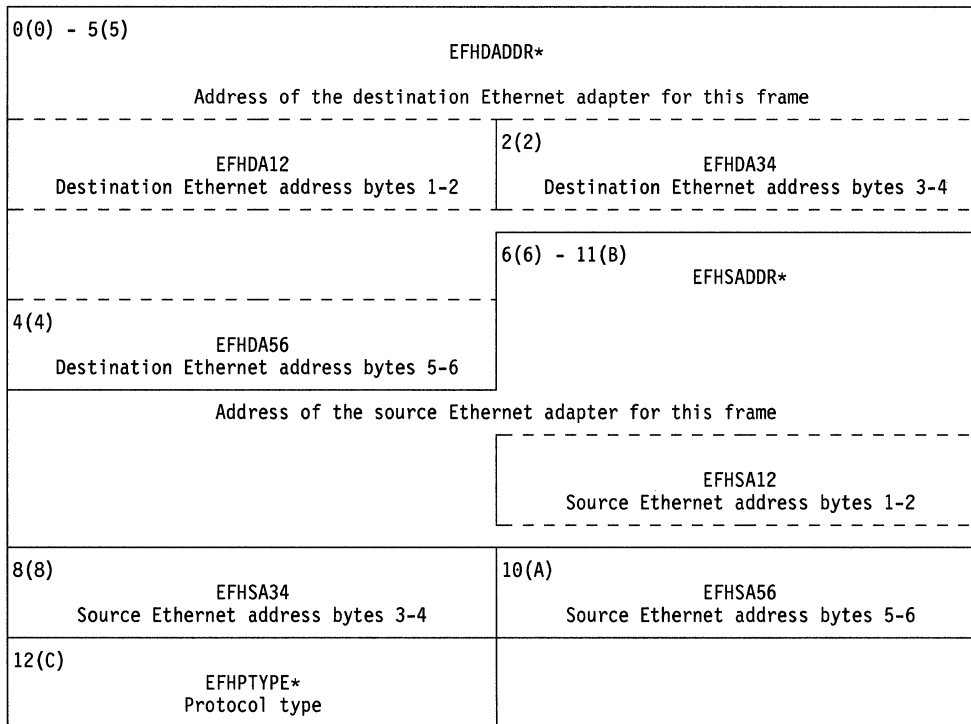 0(0) - 5(5)
EFHDADDR*
Address of the destination Ethernet adapter for this frame
EFHDA12
Destination Ethernet address bytes 1-2
2(2)
EFHDA34
Destination Ethernet address bytes 3-4
6(6) - 11(B)
EFHSADDR*
4(4)
EFHDA56
Destination Ethernet address bytes 5-6
Address of the source Ethernet adapter for this frame
EFHSA12
Source Ethernet address bytes 1-2
8(8)
EFHSA34
Source Ethernet address bytes 3-4
10(A)
EFHSA56
Source Ethernet address bytes 5-6
12(C)
EFHPTYPE*
Protocol type